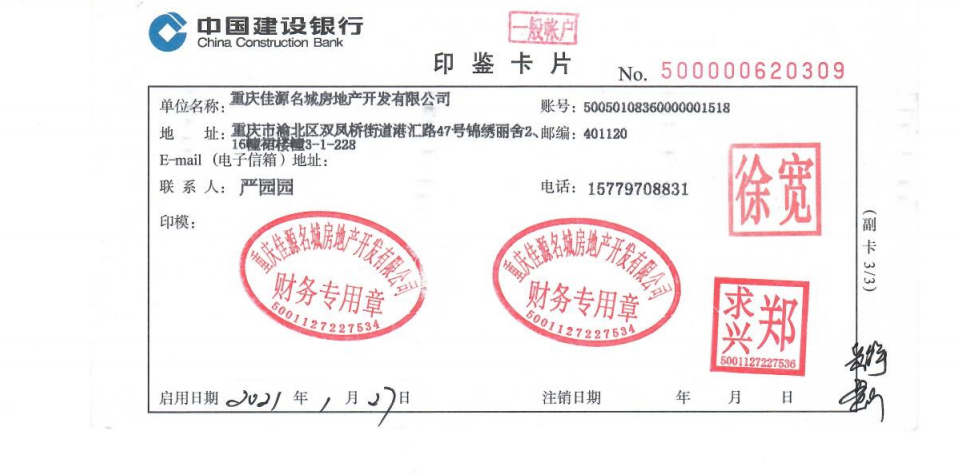 中国建设银行
China Construction Bank
一般帐户
印鉴卡片
No. 500000620309
单位名称: 重庆佳源名城房地产开发有限公司 账号: 50050108360000001518
地 址: 重庆市渝北区双凤桥街道港汇路47号锦绣丽舍2、 邮编: 401120
16幢裙楼幢3-1-228
E-mail (电子信箱) 地址:
联系人: 严园园 电话: 15779708831
徐宽
印模:
重庆佳源名城房地产开发有限公司
财务专用章
5001127227534
重庆佳源名城房地产开发有限公司
财务专用章
5001127227534
郑求兴
5001127227536
(副卡3/3)
启用日期 2021 年 1 月 27 日 注销日期 年 月 日